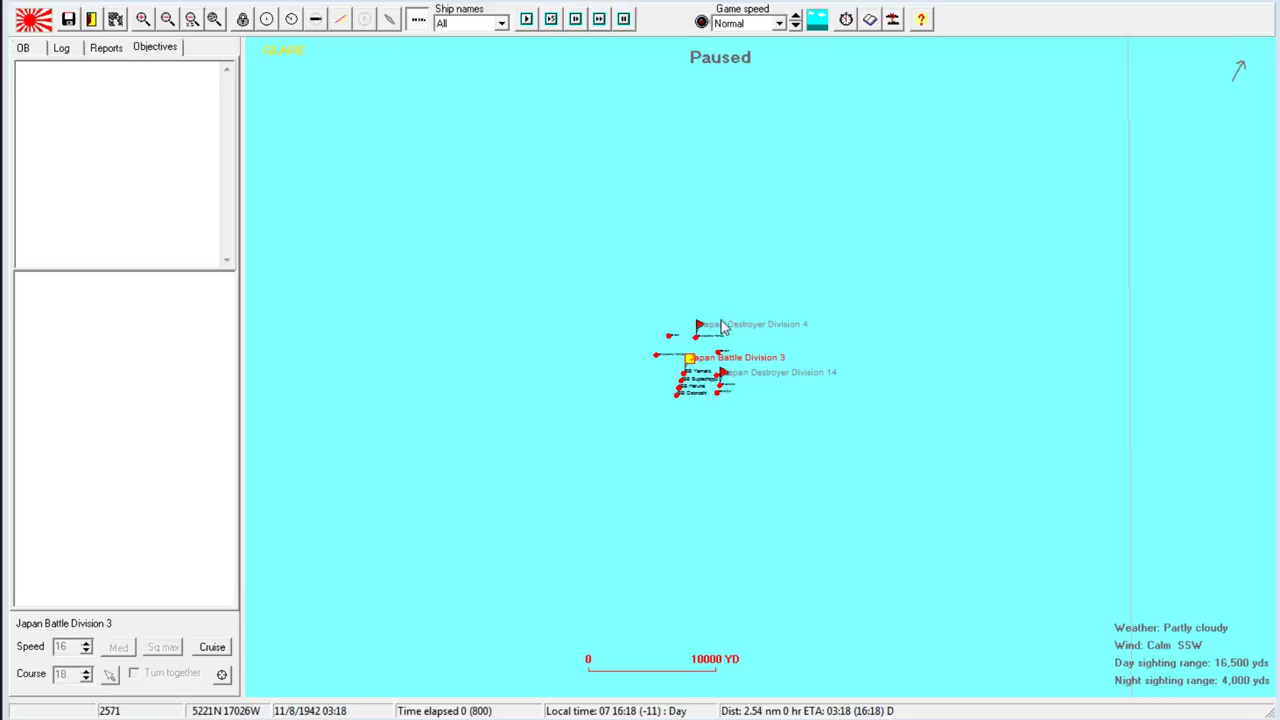 Ship names
All
Game speed
Normal
?
OB
Log
Reports
Objectives
GLARE
Paused
Japan Destroyer Division 4
Japan Battle Division 3
BB Yamato
Japan Destroyer Division 14
BB Haruna
0
10000 YD
Weather: Partly cloudy
Wind: Calm SSW
Day sighting range: 16,500 yds
Night sighting range: 4,000 yds
Japan Battle Division 3
Speed
16
Med
Sq max
Cruise
Course
18
Turn together
2571
5221N 17026W
11/8/1942 03:18
Time elapsed 0 (800)
Local time: 07 16:18 (-11) : Day
Dist: 2.54 nm 0 hr ETA: 03:18 (16:18) D